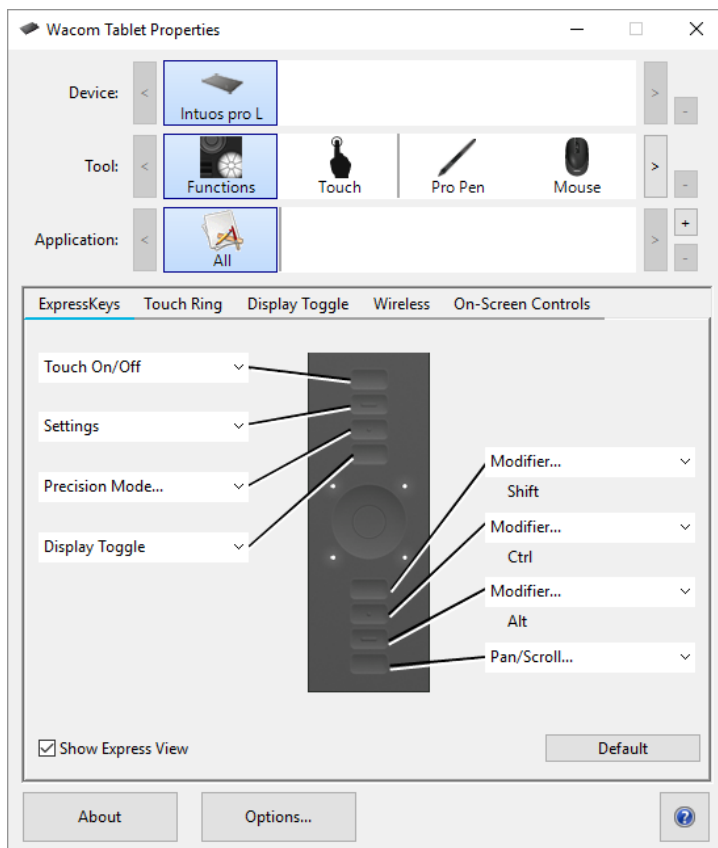 Wacom Tablet Properties
Device:
<
Intuos pro L
>
-
Tool:
<
Functions
Touch
Pro Pen
Mouse
>
-
Application:
<
All
>
+
-
ExpressKeys Touch Ring Display Toggle Wireless On-Screen Controls
Touch On/Off
Settings
Precision Mode...
Display Toggle
Modifier...
Shift
Modifier...
Ctrl
Modifier...
Alt
Pan/Scroll...
Show Express View
Default
About
Options...
?